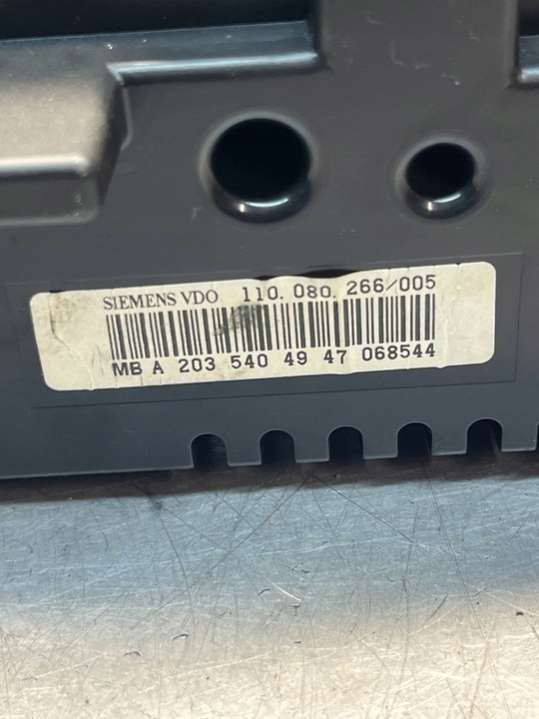 SIEMENS VDO 110.080.266/005
MB A 203 540 49 47 068544